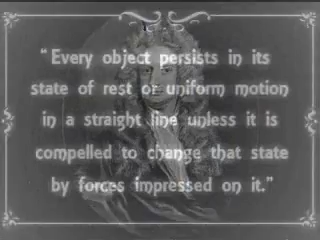 “Every object persists in its
state of rest or uniform motion
in a straight line unless it is
compelled to change that state
by forces impressed on it.”